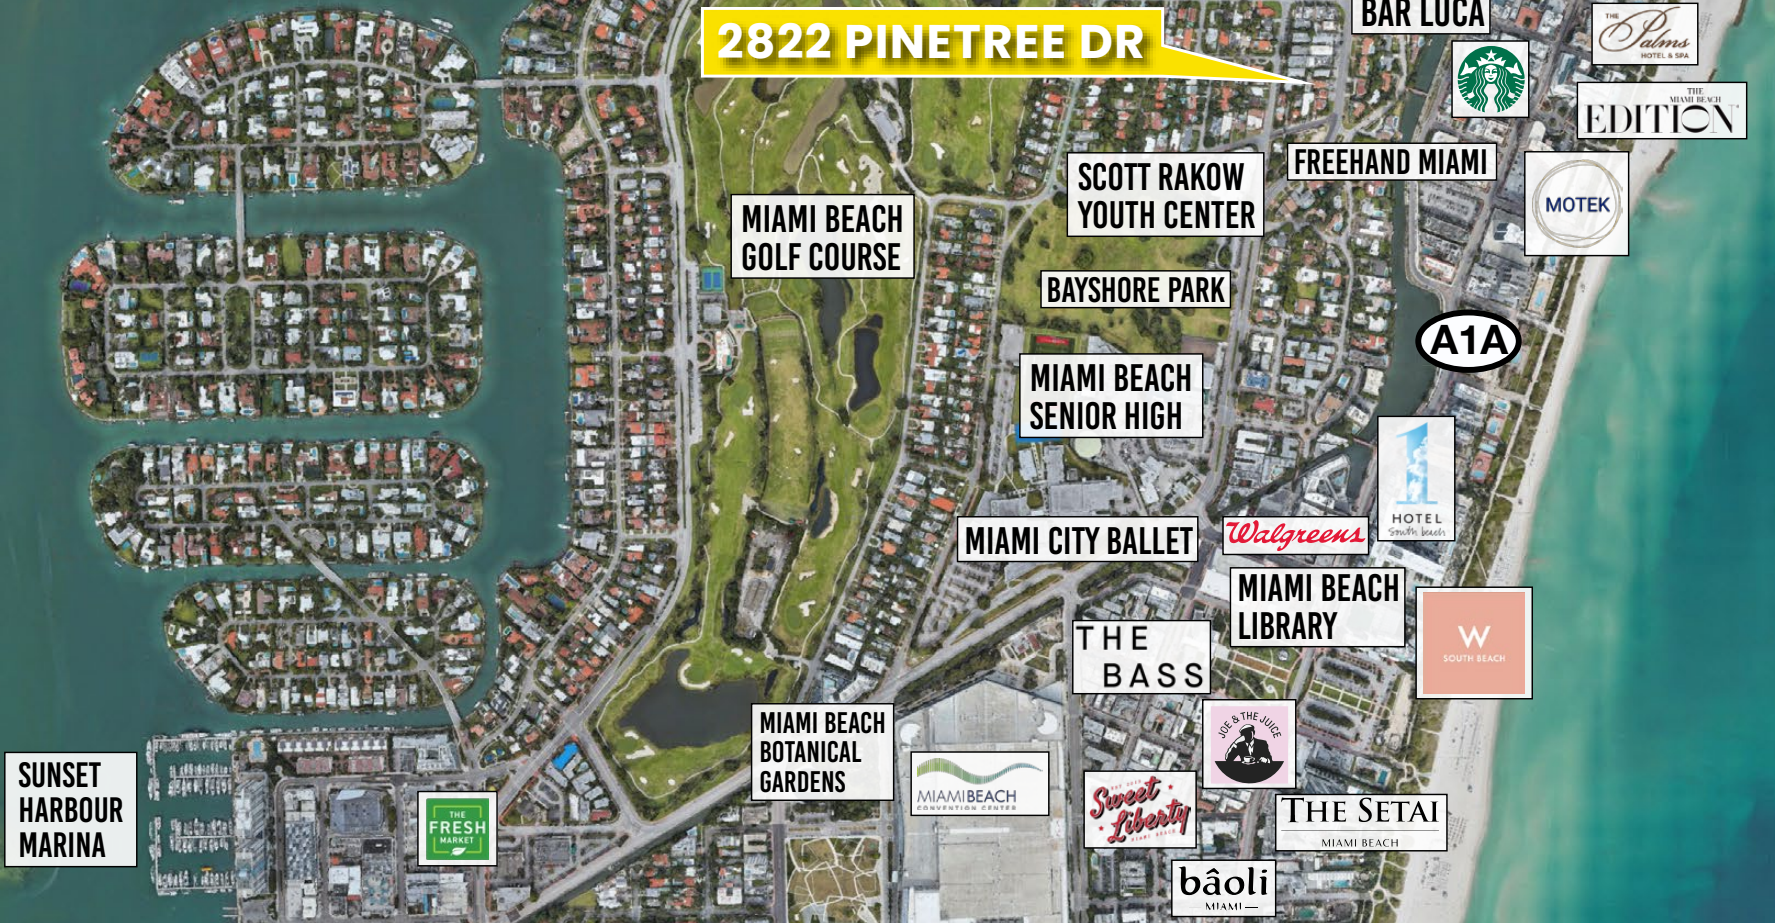 2822 PINETREE DR
BAR LUCA
THE
Palms
HOTEL & SPA
THE
MIAMI BEACH
EDITION
FREEHAND MIAMI
SCOTT RAKOW
YOUTH CENTER
MOTEK
MIAMI BEACH
GOLF COURSE
BAYSHORE PARK
A1A
MIAMI BEACH
SENIOR HIGH
1
HOTEL
South beach
MIAMI CITY BALLET
Walgreens
MIAMI BEACH
LIBRARY
W
SOUTH BEACH
THE
BASS
JOE & THE JUICE
MIAMI BEACH
BOTANICAL
GARDENS
MIAMIBEACH
CONVENTION CENTER
SUNSET
HARBOUR
MARINA
THE
FRESH
MARKET
Sweet
Liberty
MIAMI BEACH
THE SETAI
MIAMI BEACH
bâoli
MIAMI